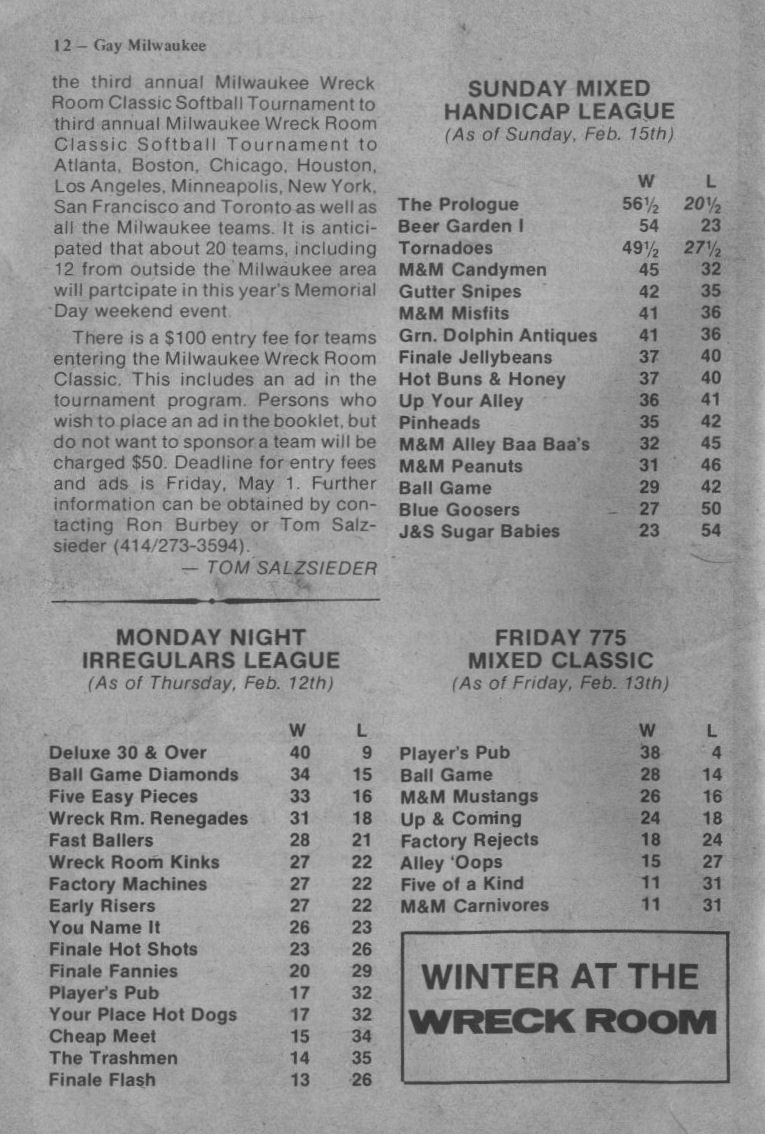 12 — Gay Milwaukee
the third annual Milwaukee Wreck
Room Classic Softball Tournament to
third annual Milwaukee Wreck Room
Classic Softball Tournament to
Atlanta, Boston, Chicago, Houston,
Los Angeles, Minneapolis, New York,
San Francisco and Toronto as well as
all the Milwaukee teams. It is antici-
pated that about 20 teams, including
12 from outside the Milwaukee area
will partcipate in this year's Memorial
Day weekend event.
There is a $100 entry fee for teams
entering the Milwaukee Wreck Room
Classic. This includes an ad in the
tournament program. Persons who
wish to place an ad in the booklet, but
do not want to sponsor a team will be
charged $50. Deadline for entry fees
and ads is Friday, May 1. Further
information can be obtained by con-
tacting Ron Burbey or Tom Salz-
sieder (414/273-3594).
— TOM SALZSIEDER
SUNDAY MIXED
HANDICAP LEAGUE
(As of Sunday, Feb. 15th)
W L
The Prologue 56½ 20½
Beer Garden I 54 23
Tornadoes 49½ 27½
M&M Candymen 45 32
Gutter Snipes 42 35
M&M Misfits 41 36
Grn. Dolphin Antiques 41 36
Finale Jellybeans 37 40
Hot Buns & Honey 37 40
Up Your Alley 36 41
Pinheads 35 42
M&M Alley Baa Baa's 32 45
M&M Peanuts 31 46
Ball Game 29 42
Blue Goosers 27 50
J&S Sugar Babies 23 54
MONDAY NIGHT
IRREGULARS LEAGUE
(As of Thursday, Feb. 12th)
W L
Deluxe 30 & Over 40 9
Ball Game Diamonds 34 15
Five Easy Pieces 33 16
Wreck Rm. Renegades 31 18
Fast Ballers 28 21
Wreck Room Kinks 27 22
Factory Machines 27 22
Early Risers 27 22
You Name It 26 23
Finale Hot Shots 23 26
Finale Fannies 20 29
Player's Pub 17 32
Your Place Hot Dogs 17 32
Cheap Meet 15 34
The Trashmen 14 35
Finale Flash 13 26
FRIDAY 775
MIXED CLASSIC
(As of Friday, Feb. 13th)
W L
Player's Pub 38 4
Ball Game 28 14
M&M Mustangs 26 16
Up & Coming 24 18
Factory Rejects 18 24
Alley 'Oops 15 27
Five of a Kind 11 31
M&M Carnivores 11 31
WINTER AT THE
WRECK ROOM